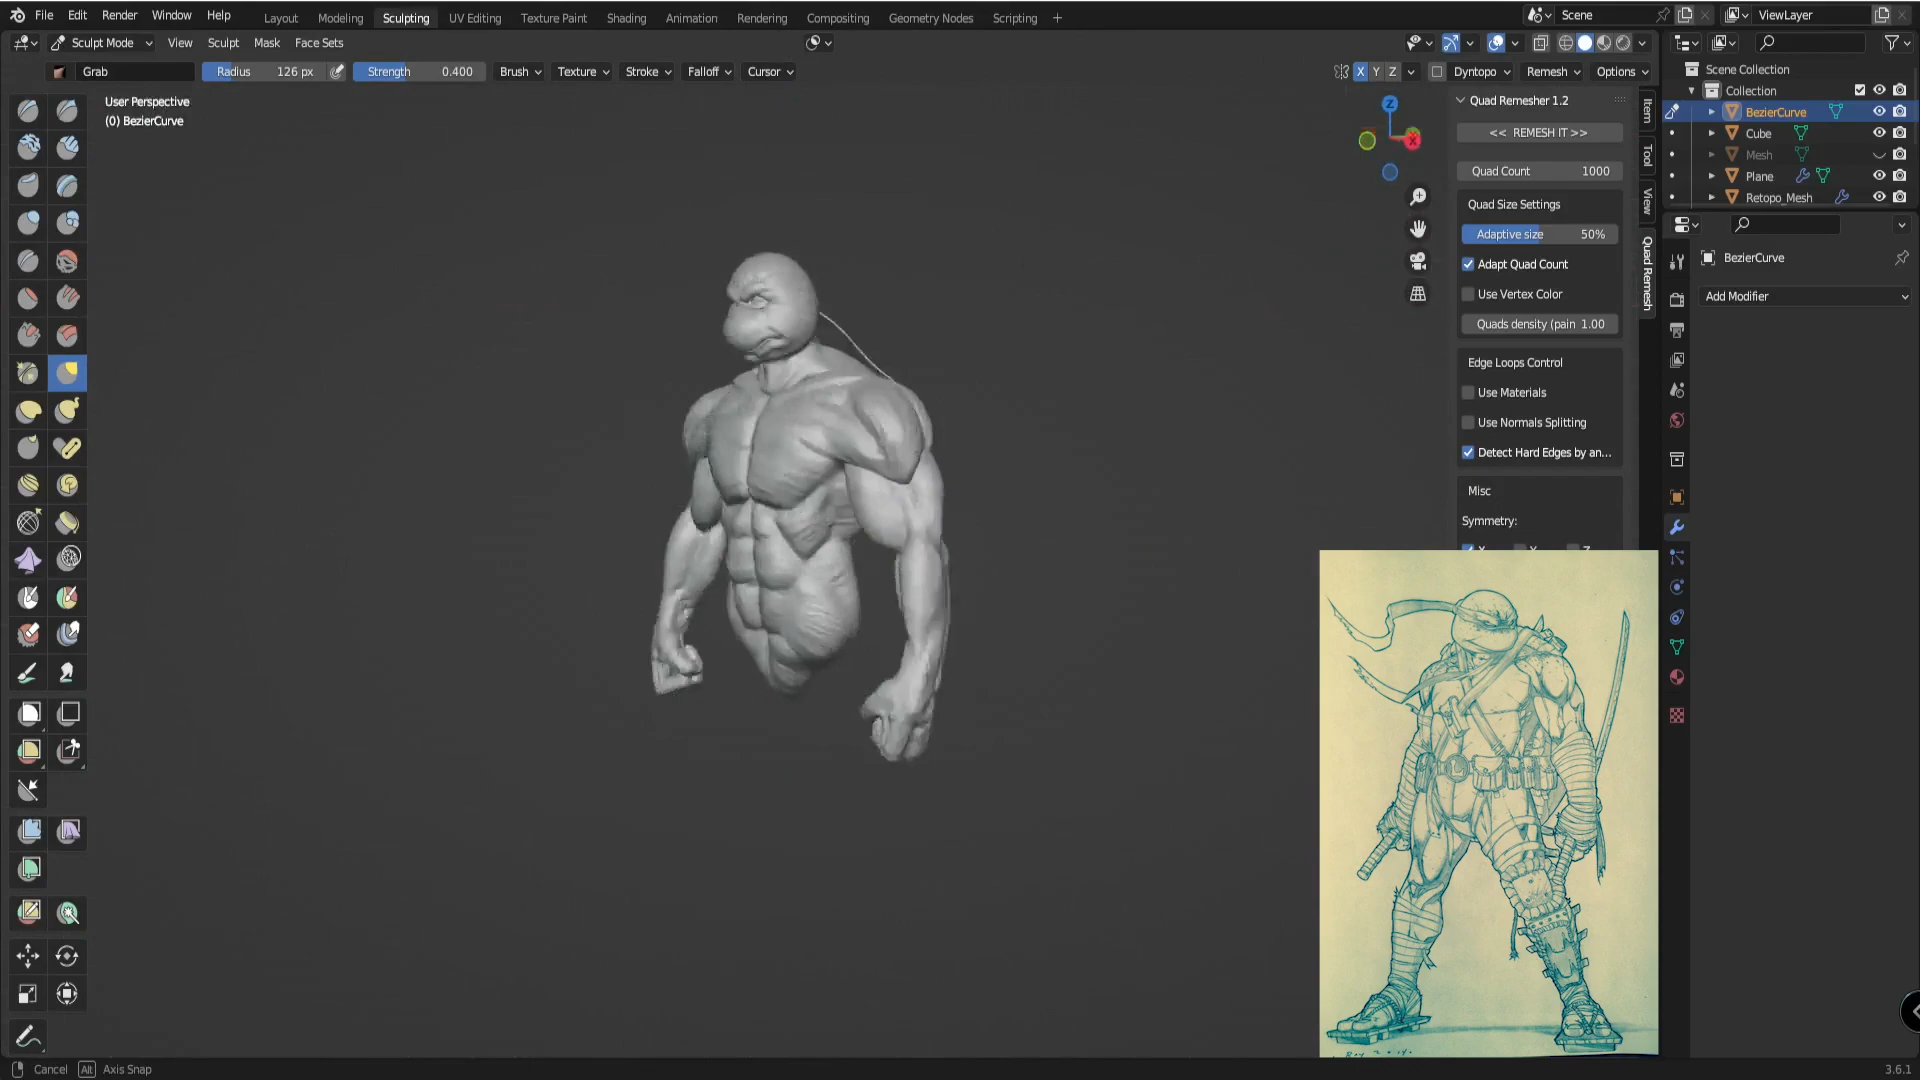 File Edit Render Window Help
Layout Modeling Sculpting UV Editing Texture Paint Shading Animation Rendering Compositing Geometry Nodes Scripting +
Scene
ViewLayer
Sculpt Mode View Sculpt Mask Face Sets
Grab Radius 126 px Strength 0.400 Brush Texture Stroke Falloff Cursor
X Y Z Dyntopo Remesh Options
User Perspective
(0) BezierCurve
Z
X
Quad Remesher 1.2
<< REMESH IT >>
Quad Count 1000
Quad Size Settings
Adaptive size 50%
Adapt Quad Count
Use Vertex Color
Quads density (pain 1.00
Edge Loops Control
Use Materials
Use Normals Splitting
Detect Hard Edges by an...
Misc
Symmetry:
X Y Z
Item
Tool
View
Quad Remesh
Scene Collection
Collection
BezierCurve
Cube
Mesh
Plane
Retopo_Mesh
BezierCurve
Add Modifier
Cancel Alt Axis Snap
3.6.1